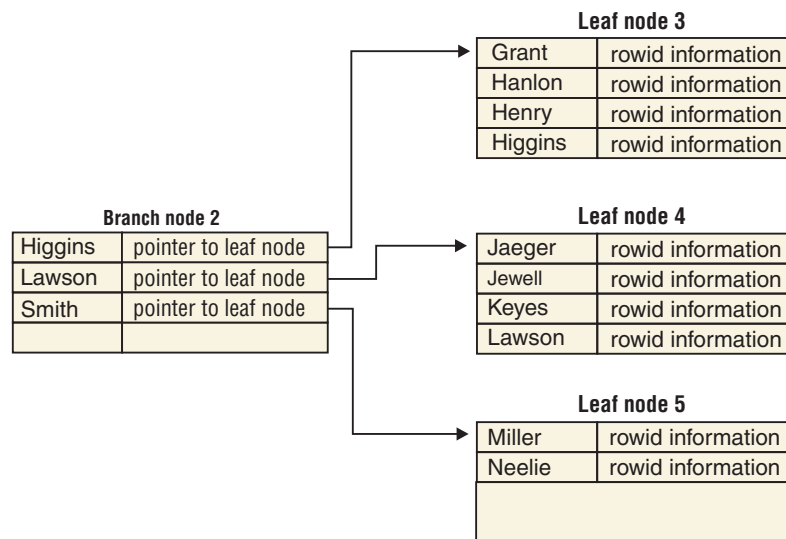 Leaf node 3
Grant rowid information
Hanlon rowid information
Henry rowid information
Higgins rowid information
Branch node 2
Higgins pointer to leaf node
Lawson pointer to leaf node
Smith pointer to leaf node
Leaf node 4
Jaeger rowid information
Jewell rowid information
Keyes rowid information
Lawson rowid information
Leaf node 5
Miller rowid information
Neelie rowid information